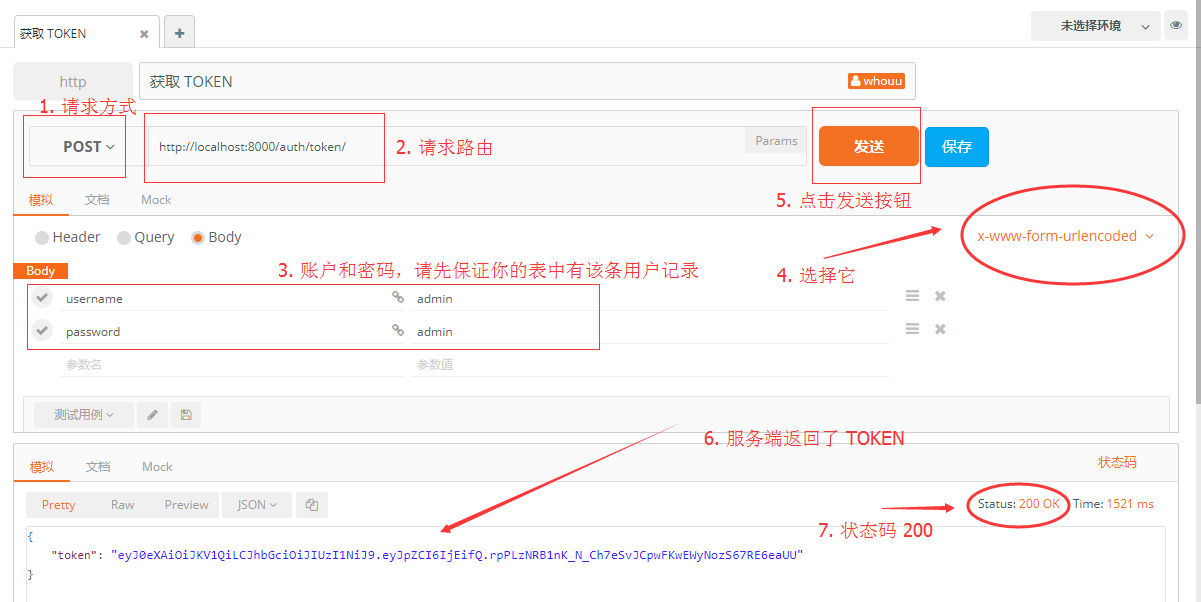 获取 TOKEN
未选择环境
http
获取 TOKEN
whouu
1. 请求方式
POST
http://localhost:8000/auth/token/
2. 请求路由
Params
发送
保存
模拟
文档
Mock
5. 点击发送按钮
Header
Query
Body
x-www-form-urlencoded
Body
3. 账户和密码，请先保证你的表中有该条用户记录
4. 选择它
username
admin
password
admin
参数名
参数值
测试用例
6. 服务端返回了 TOKEN
模拟
文档
Mock
状态码
Pretty
Raw
Preview
JSON
Status: 200 OK
Time: 1521 ms
7. 状态码 200
{
"token": "eyJ0eXAiOiJKV1QiLCJhbGciOiJIUzI1NiJ9.eyJpZCI6IjEifQ.rpPLzNRB1nK_N_Ch7eSvJCpwFKwEWyNozS67RE6eaUU"
}